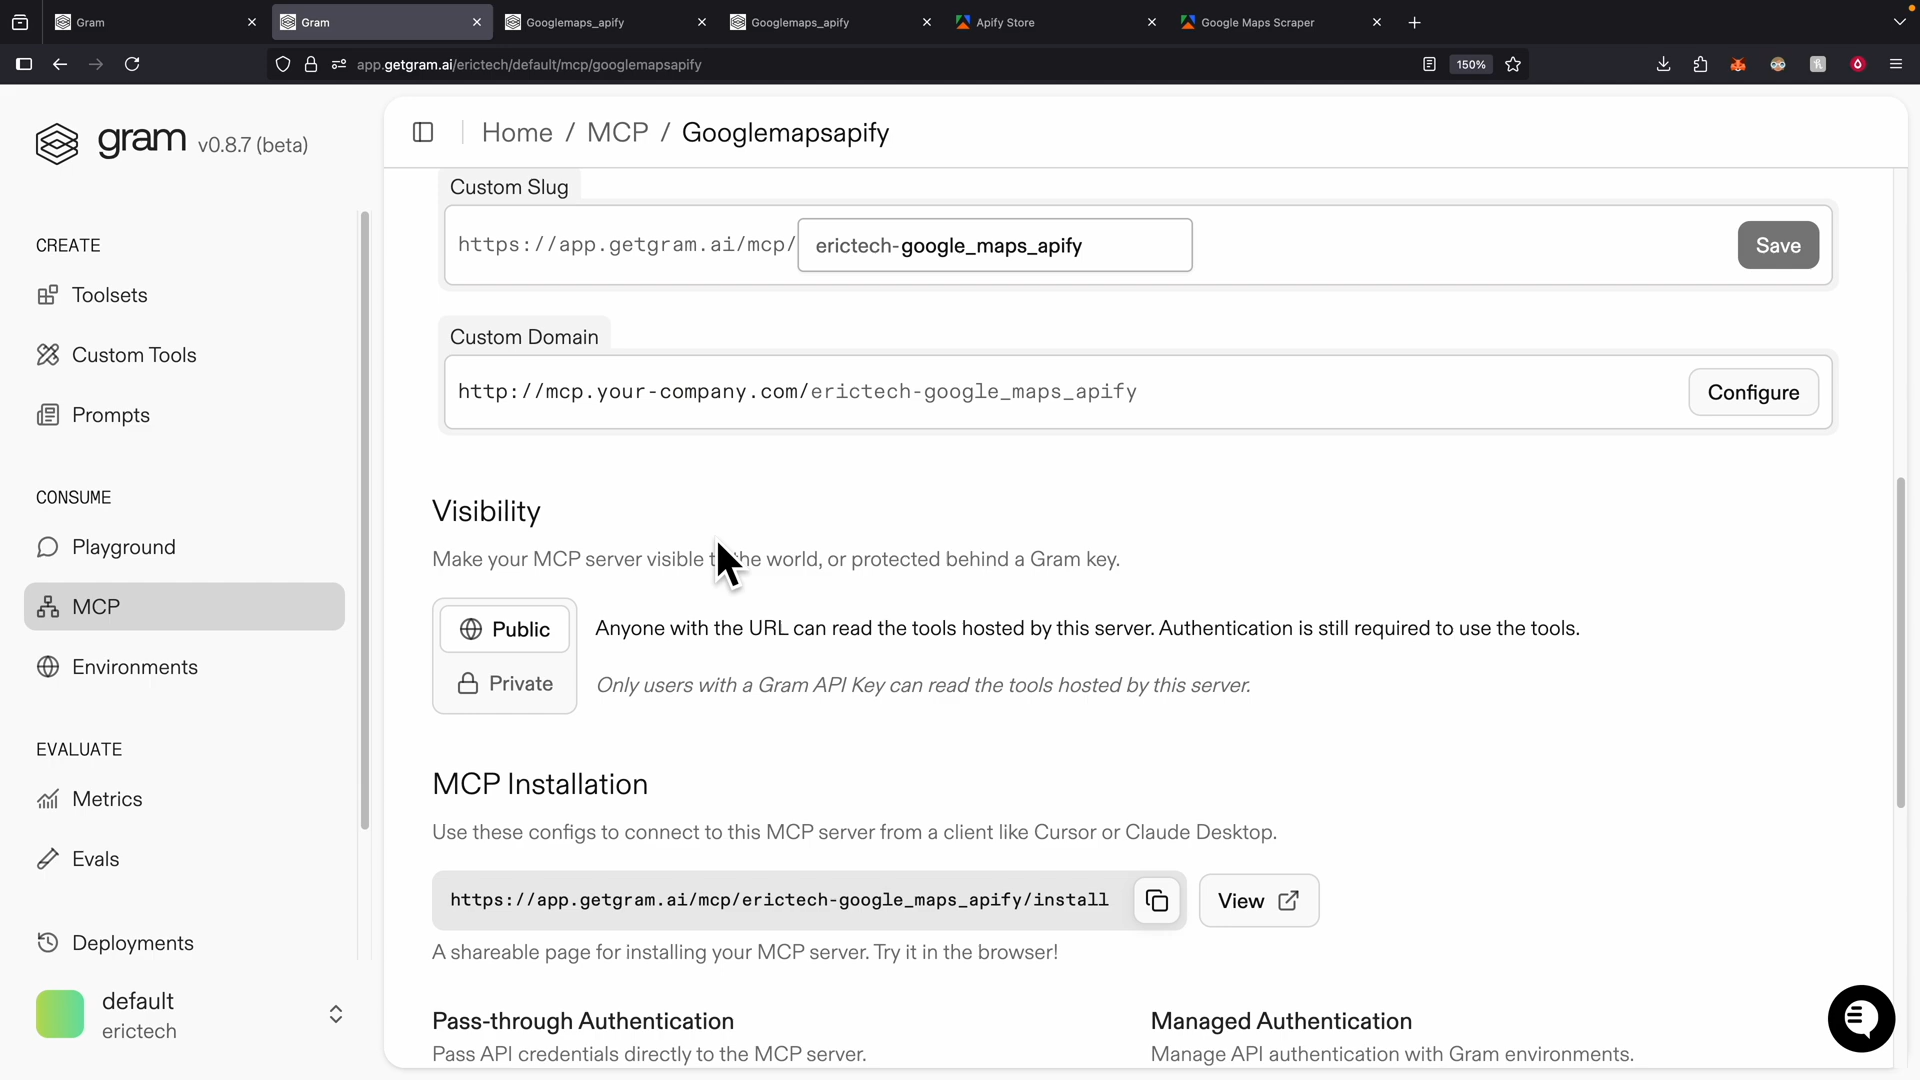 Gram
Gram
Googlemaps_apify
Googlemaps_apify
Apify Store
Google Maps Scraper
app.getgram.ai/erictech/default/mcp/googlemapsapify
150%
gram v0.8.7 (beta)
CREATE
Toolsets
Custom Tools
Prompts
CONSUME
Playground
MCP
Environments
EVALUATE
Metrics
Evals
Deployments
default
erictech
Home / MCP / Googlemapsapify
Custom Slug
https://app.getgram.ai/mcp/ erictech-google_maps_apify
Save
Custom Domain
http://mcp.your-company.com/erictech-google_maps_apify
Configure
Visibility
Make your MCP server visible to the world, or protected behind a Gram key.
Public
Anyone with the URL can read the tools hosted by this server. Authentication is still required to use the tools.
Private
Only users with a Gram API Key can read the tools hosted by this server.
MCP Installation
Use these configs to connect to this MCP server from a client like Cursor or Claude Desktop.
https://app.getgram.ai/mcp/erictech-google_maps_apify/install
View
A shareable page for installing your MCP server. Try it in the browser!
Pass-through Authentication
Pass API credentials directly to the MCP server.
Managed Authentication
Manage API authentication with Gram environments.